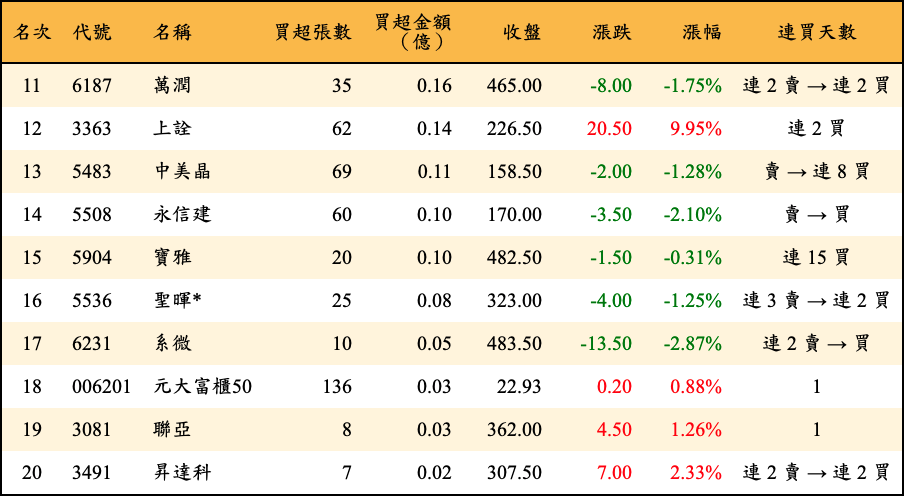 名次 代號 名稱 買超張數 買超金額（億） 收盤 漲跌 漲幅 連買天數
11 6187 萬潤 35 0.16 465.00 -8.00 -1.75% 連 2 賣 → 連 2 買
12 3363 上詮 62 0.14 226.50 20.50 9.95% 連 2 買
13 5483 中美晶 69 0.11 158.50 -2.00 -1.28% 賣 → 連 8 買
14 5508 永信建 60 0.10 170.00 -3.50 -2.10% 賣 → 買
15 5904 寶雅 20 0.10 482.50 -1.50 -0.31% 連 15 買
16 5536 聖暉* 25 0.08 323.00 -4.00 -1.25% 連 3 賣 → 連 2 買
17 6231 系微 10 0.05 483.50 -13.50 -2.87% 連 2 賣 → 買
18 006201 元大富櫃50 136 0.03 22.93 0.20 0.88% 1
19 3081 聯亞 8 0.03 362.00 4.50 1.26% 1
20 3491 昇達科 7 0.02 307.50 7.00 2.33% 連 2 賣 → 連 2 買